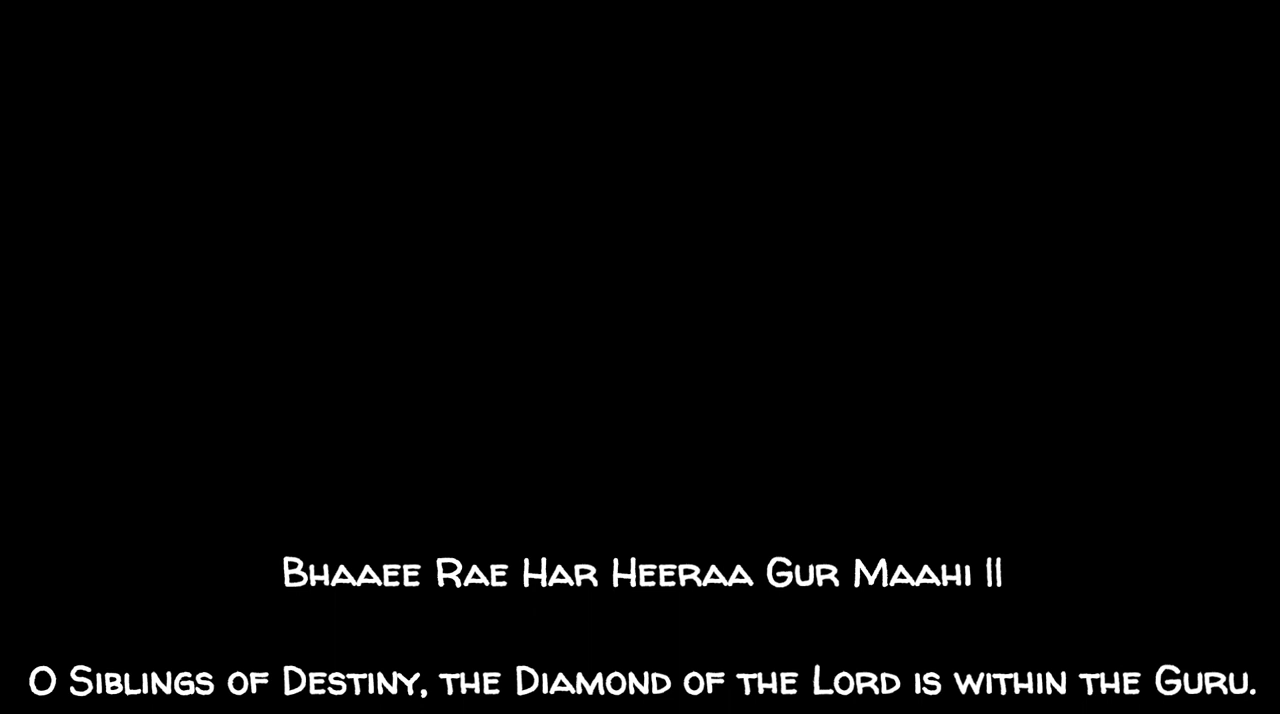 Bhaaee Rae Har Heeraa Gur Maahi ||
O Siblings of Destiny, the Diamond of the Lord is within the Guru.